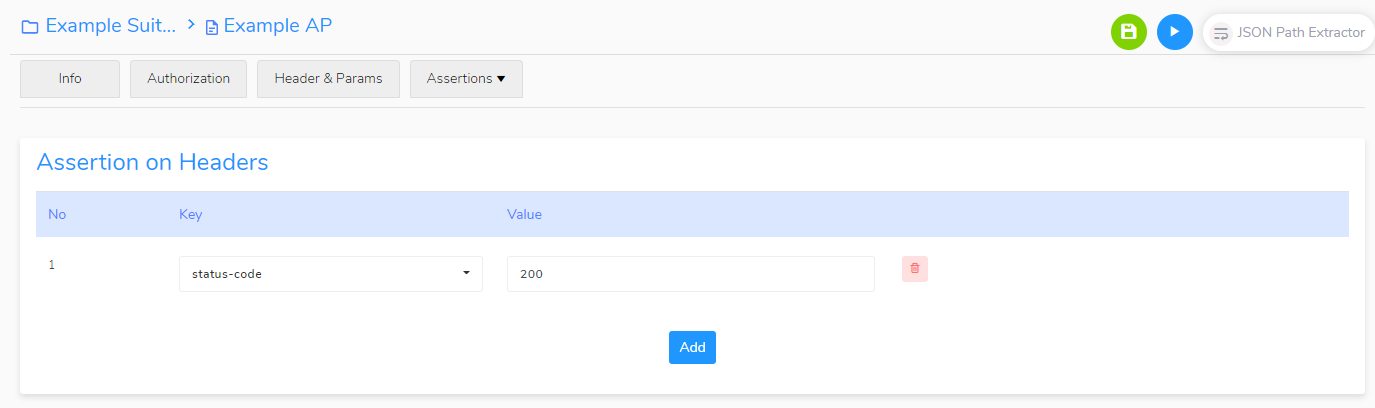 Example Suit... > Example AP
JSON Path Extractor
Info Authorization Header & Params Assertions
Assertion on Headers
No Key Value
1 status-code 200
Add